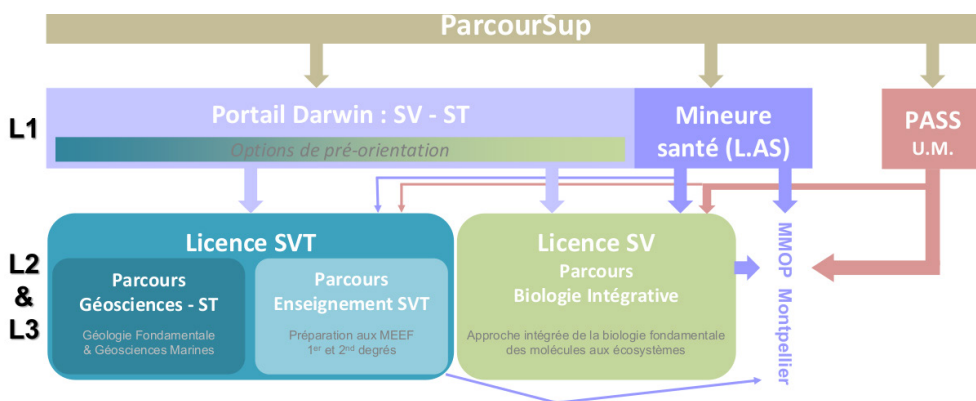 ParcourSup
L1
Portail Darwin : SV - ST
Options de pré-orientation
Mineure
santé (L.AS)
PASS
U.M.
L2
&
L3
Licence SVT
Parcours
Géosciences - ST
Géologie Fondamentale
& Géosciences Marines
Parcours
Enseignement SVT
Préparation aux MEEF
1er et 2nd degrés
Licence SV
Parcours
Biologie Intégrative
Approche intégrée de la biologie fondamentale
des molécules aux écosystèmes
MMOP Montpellier